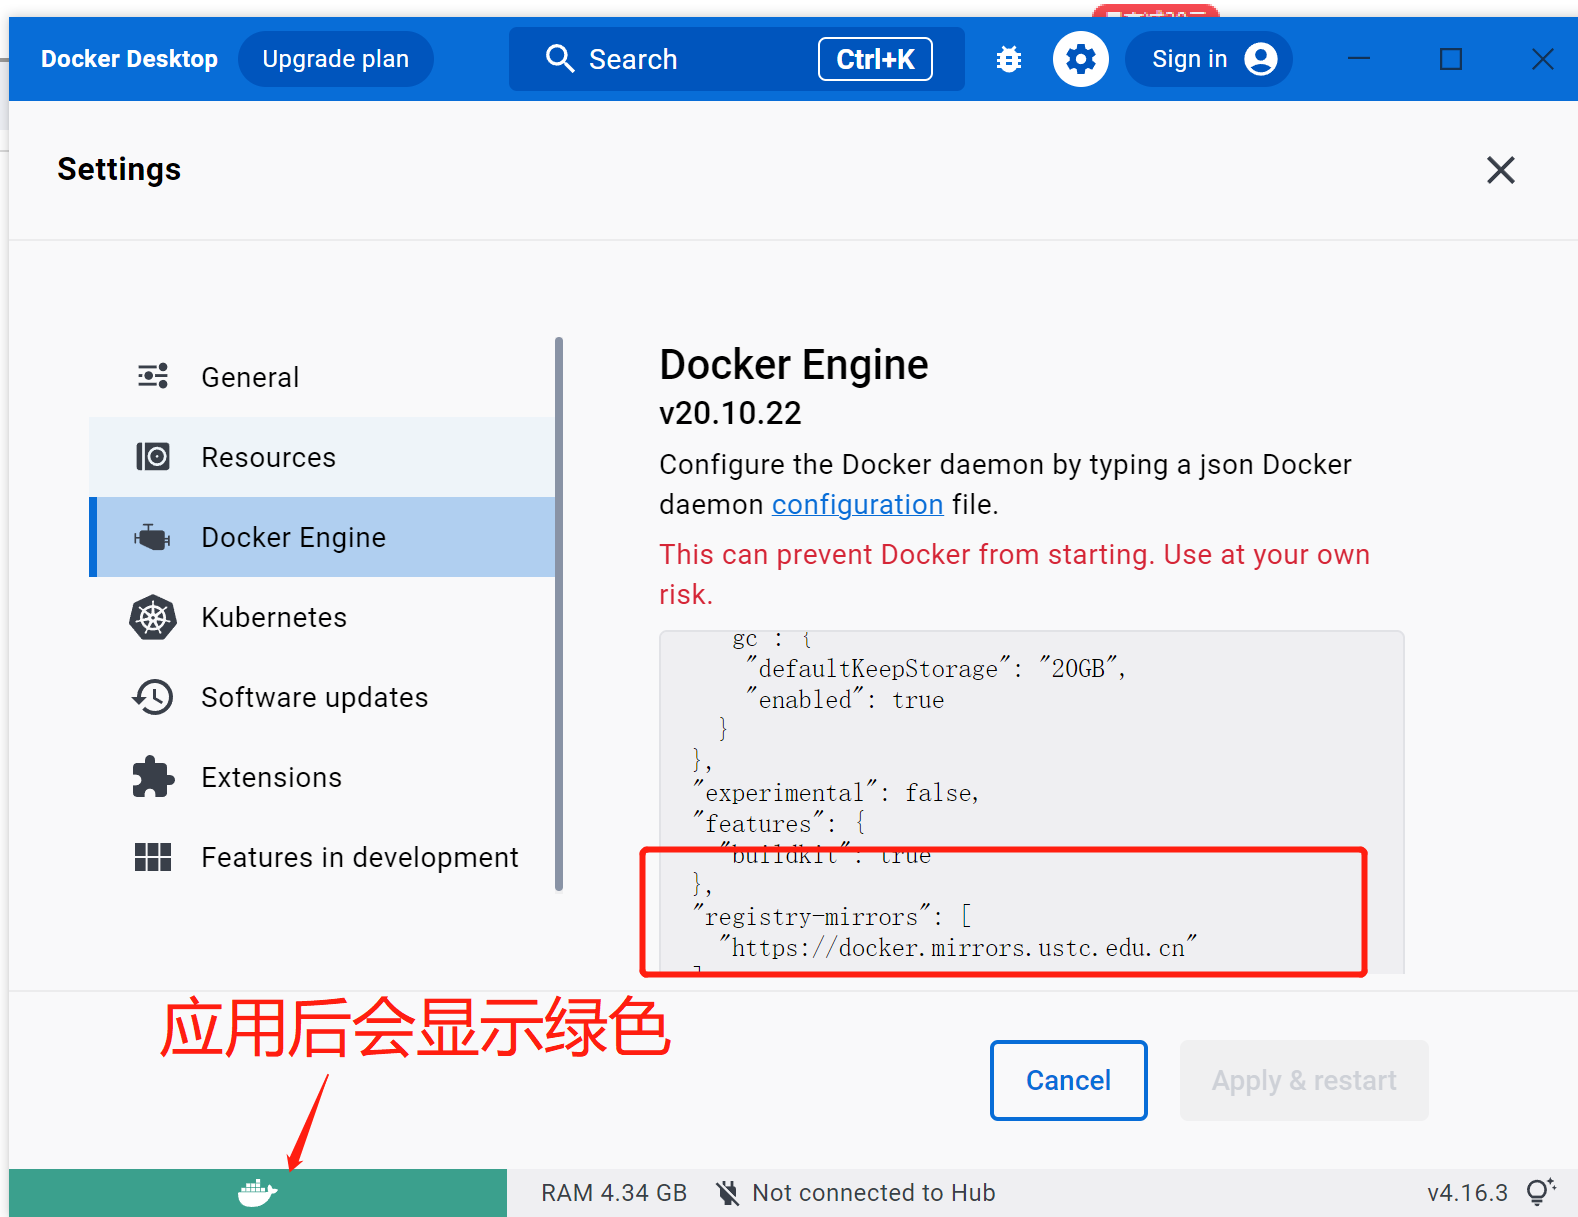 Docker Desktop
Upgrade plan
Search
Ctrl+K
Sign in
Settings
General
Resources
Docker Engine
Kubernetes
Software updates
Extensions
Features in development
Docker Engine
v20.10.22
Configure the Docker daemon by typing a json Docker
daemon configuration file.
This can prevent Docker from starting. Use at your own
risk.
gc : {
"defaultKeepStorage": "20GB",
"enabled": true
}
},
"experimental": false,
"features": {
"buildkit": true
},
"registry-mirrors": [
"https://docker.mirrors.ustc.edu.cn"
]
应用后会显示绿色
Cancel
Apply & restart
RAM 4.34 GB
Not connected to Hub
v4.16.3